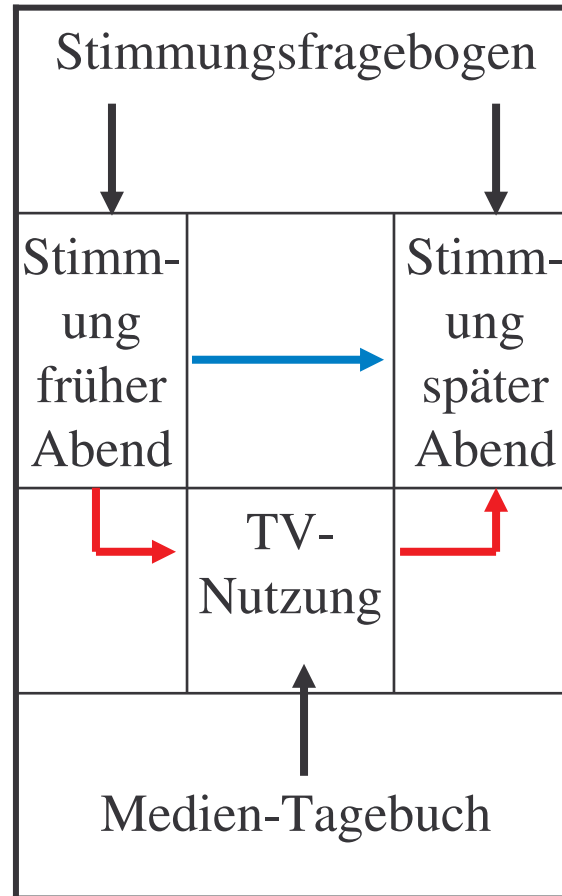 Stimmungsfragebogen
Stimm-
ung
früher
Abend
Stimm-
ung
später
Abend
TV-
Nutzung
Medien-Tagebuch